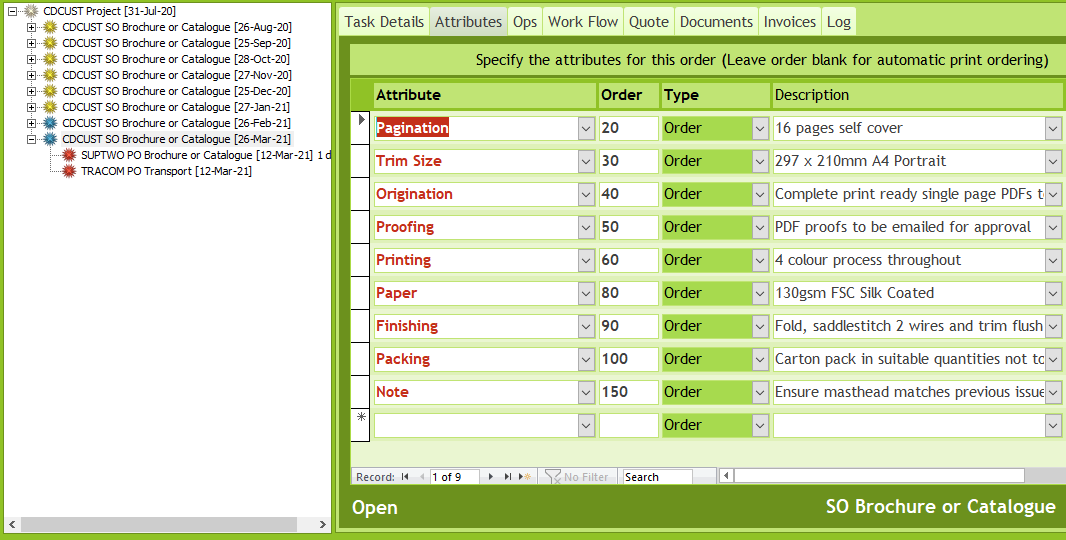 CDCUST Project [31-Jul-20]
CDCUST SO Brochure or Catalogue [26-Aug-20]
CDCUST SO Brochure or Catalogue [25-Sep-20]
CDCUST SO Brochure or Catalogue [28-Oct-20]
CDCUST SO Brochure or Catalogue [27-Nov-20]
CDCUST SO Brochure or Catalogue [25-Dec-20]
CDCUST SO Brochure or Catalogue [27-Jan-21]
CDCUST SO Brochure or Catalogue [26-Feb-21]
CDCUST SO Brochure or Catalogue [26-Mar-21]
SUPTWO PO Brochure or Catalogue [12-Mar-21] 1 d
TRACOM PO Transport [12-Mar-21]
Task Details Attributes Ops Work Flow Quote Documents Invoices Log
Specify the attributes for this order (Leave order blank for automatic print ordering)
Attribute Order Type Description
Pagination 20 Order 16 pages self cover
Trim Size 30 Order 297 x 210mm A4 Portrait
Origination 40 Order Complete print ready single page PDFs t
Proofing 50 Order PDF proofs to be emailed for approval
Printing 60 Order 4 colour process throughout
Paper 80 Order 130gsm FSC Silk Coated
Finishing 90 Order Fold, saddlestitch 2 wires and trim flush
Packing 100 Order Carton pack in suitable quantities not to
Note 150 Order Ensure masthead matches previous issue
Order
Record: 1 of 9 No Filter Search
Open SO Brochure or Catalogue